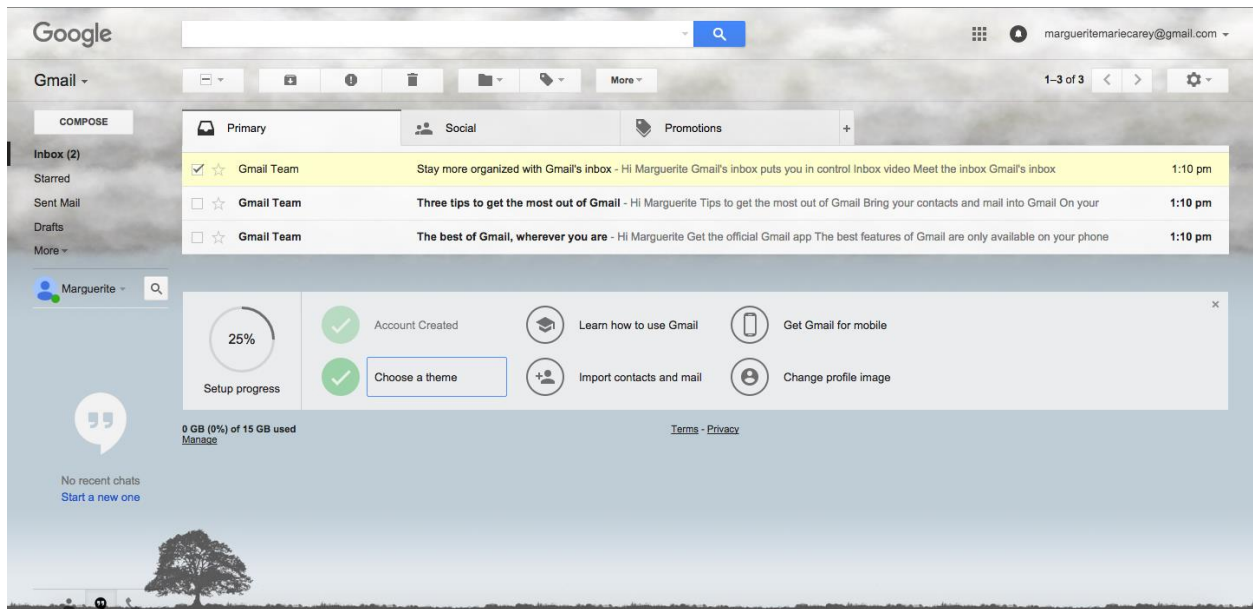 Google
margueritemariecarey@gmail.com
Gmail
More
1–3 of 3
COMPOSE
Primary
Social
Promotions
+
Inbox (2)
Starred
Sent Mail
Drafts
More
Gmail Team Stay more organized with Gmail's inbox - Hi Marguerite Gmail's inbox puts you in control Inbox video Meet the inbox Gmail's inbox 1:10 pm
Gmail Team Three tips to get the most out of Gmail - Hi Marguerite Tips to get the most out of Gmail Bring your contacts and mail into Gmail On your 1:10 pm
Gmail Team The best of Gmail, wherever you are - Hi Marguerite Get the official Gmail app The best features of Gmail are only available on your phone 1:10 pm
Marguerite
25%
Setup progress
Account Created
Learn how to use Gmail
Get Gmail for mobile
Choose a theme
Import contacts and mail
Change profile image
0 GB (0%) of 15 GB used
Manage
Terms - Privacy
No recent chats
Start a new one